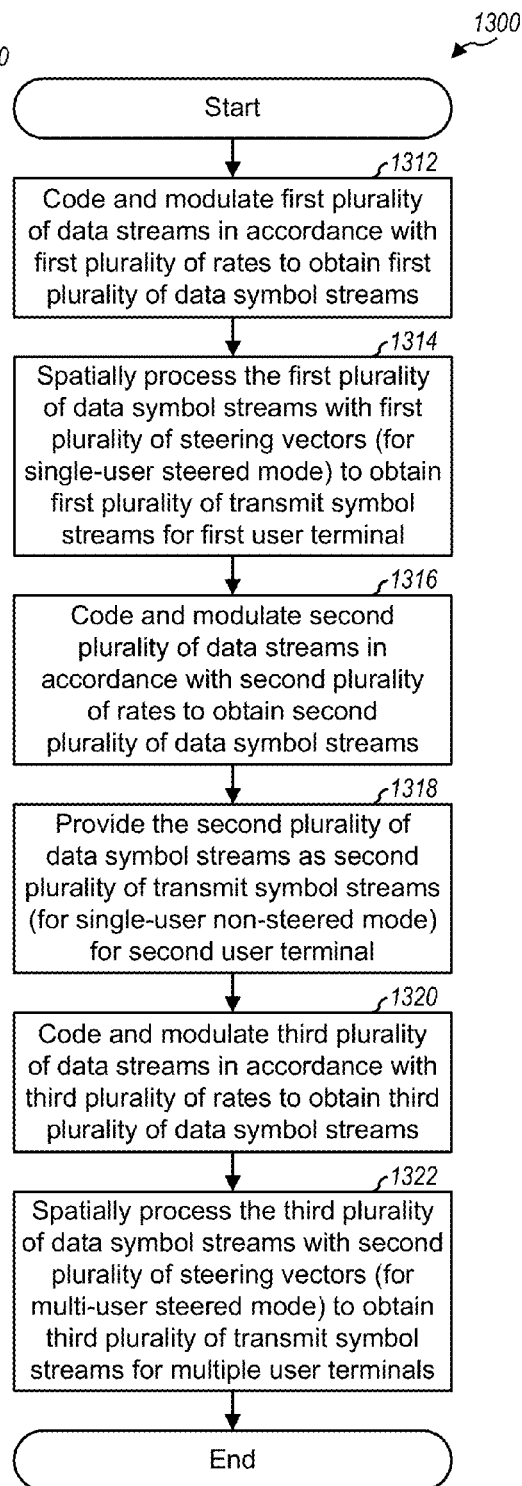 1300
0
Start
1312
Code and modulate first plurality
of data streams in accordance with
first plurality of rates to obtain first
plurality of data symbol streams
1314
Spatially process the first plurality
of data symbol streams with first
plurality of steering vectors (for
single-user steered mode) to obtain
first plurality of transmit symbol
streams for first user terminal
1316
Code and modulate second
plurality of data streams in
accordance with second plurality
of rates to obtain second
plurality of data symbol streams
1318
Provide the second plurality of
data symbol streams as second
plurality of transmit symbol streams
(for single-user non-steered mode)
for second user terminal
1320
Code and modulate third plurality
of data streams in accordance with
third plurality of rates to obtain third
plurality of data symbol streams
1322
Spatially process the third plurality
of data symbol streams with second
plurality of steering vectors (for
multi-user steered mode) to obtain
third plurality of transmit symbol
streams for multiple user terminals
End